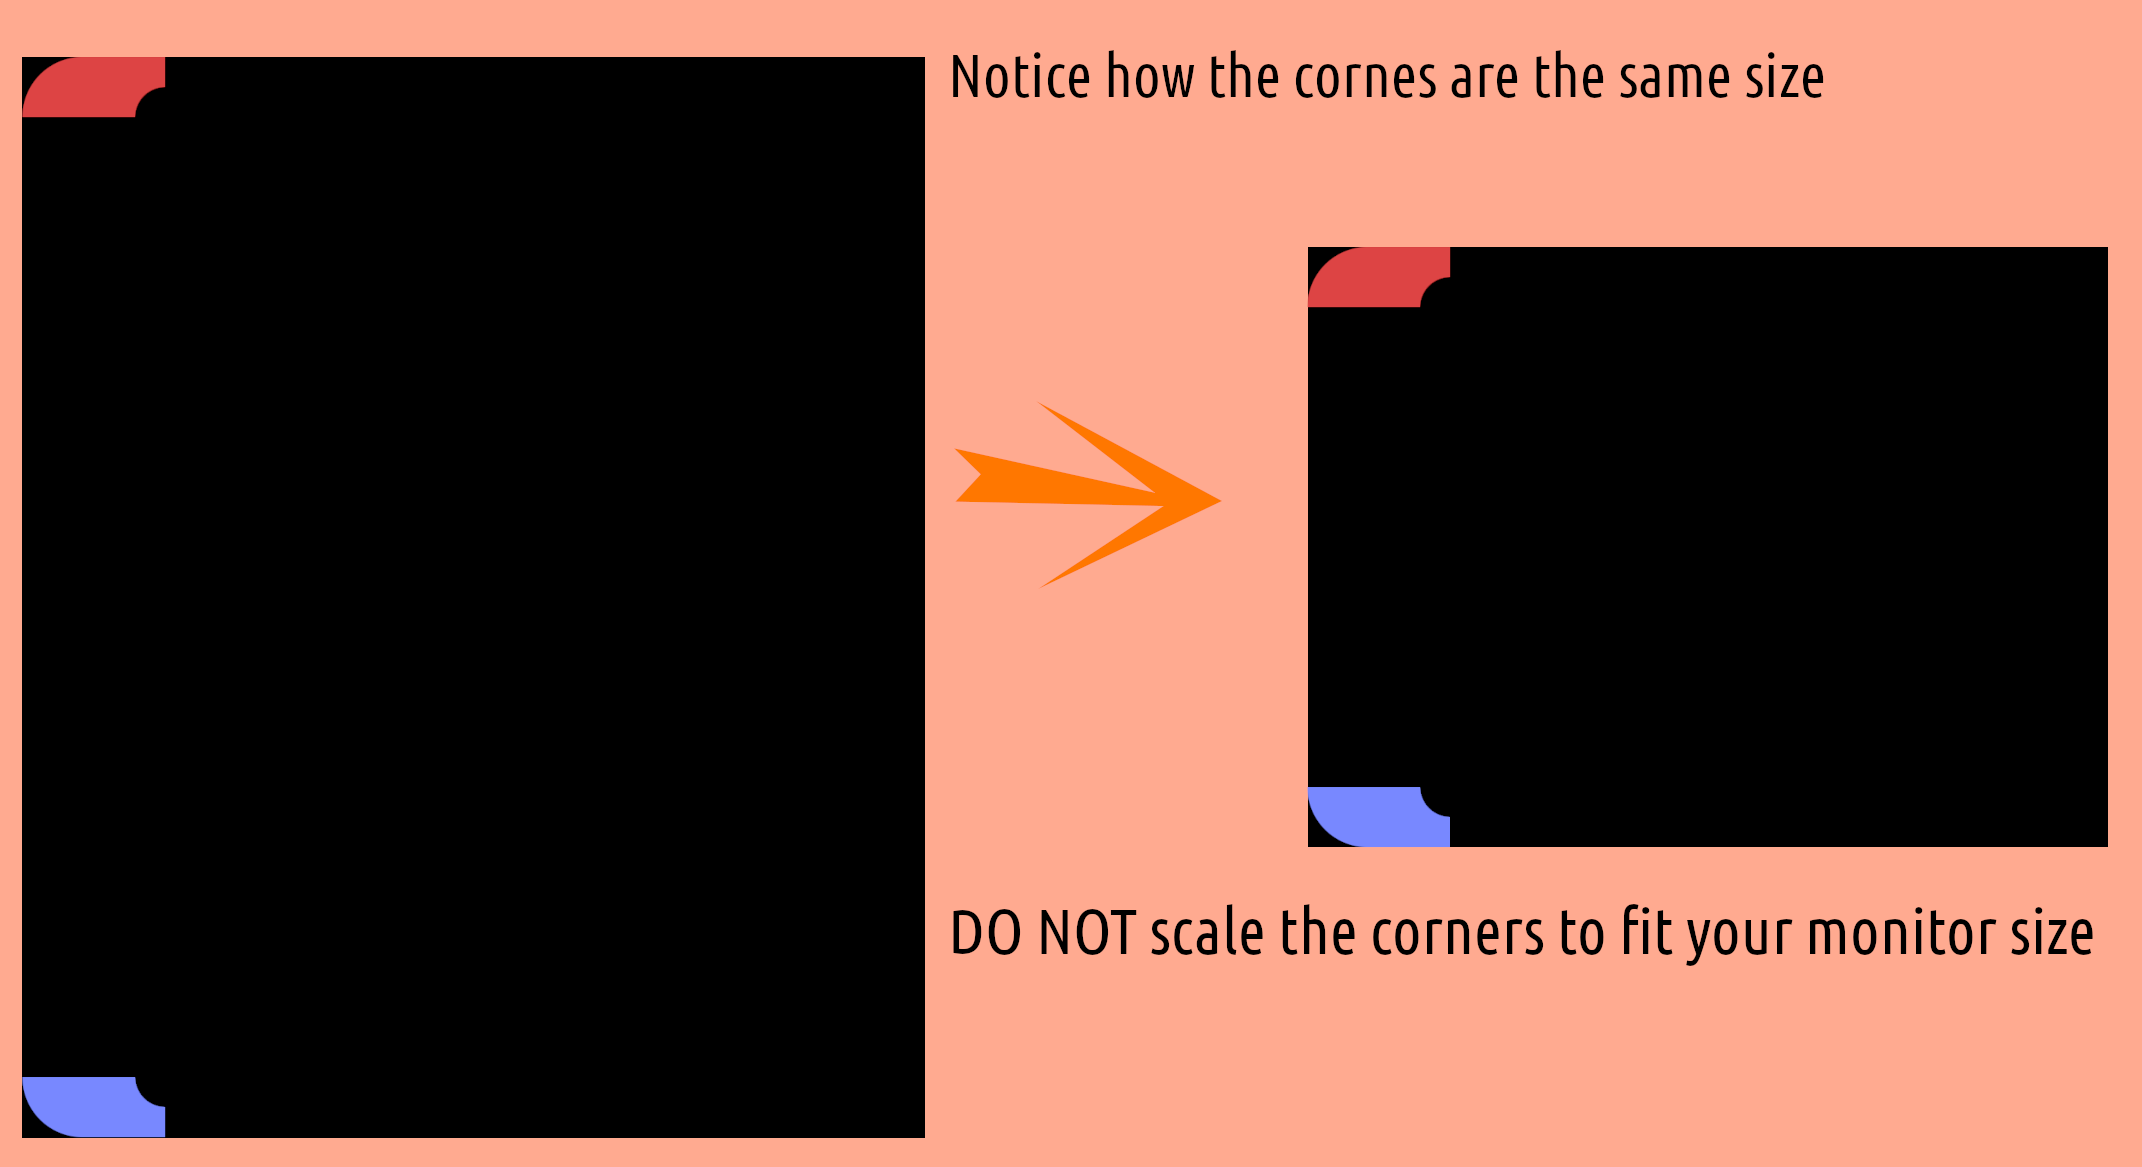 Notice how the cornes are the same size
DO NOT scale the corners to fit your monitor size